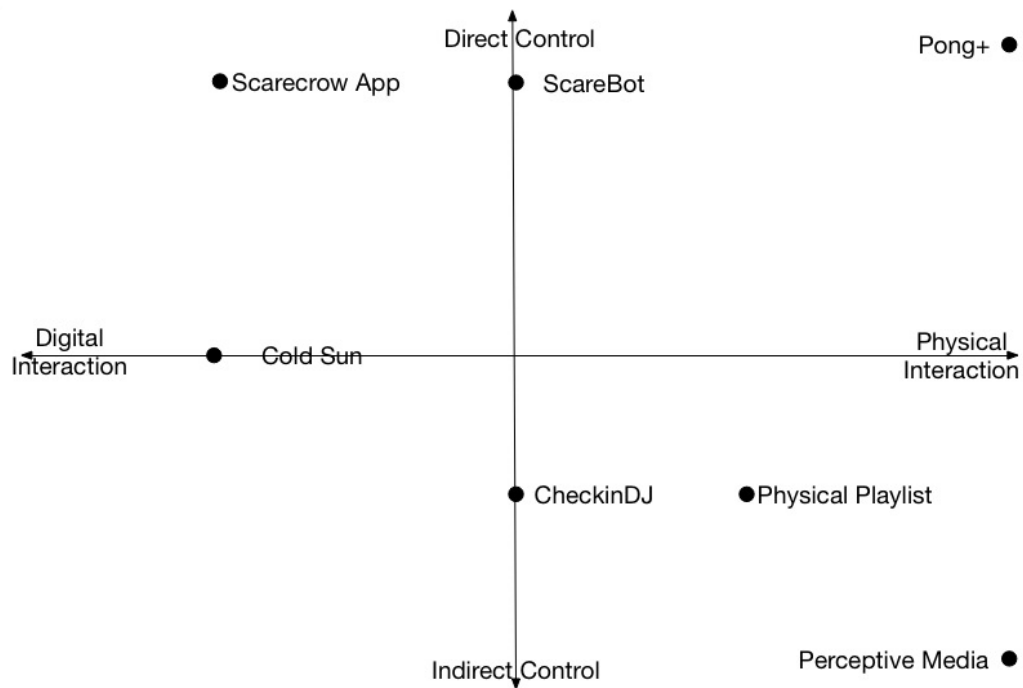 Direct Control
Pong+
Scarecrow App
ScareBot
Digital
Interaction
Cold Sun
Physical
Interaction
CheckinDJ
Physical Playlist
Perceptive Media
Indirect Control